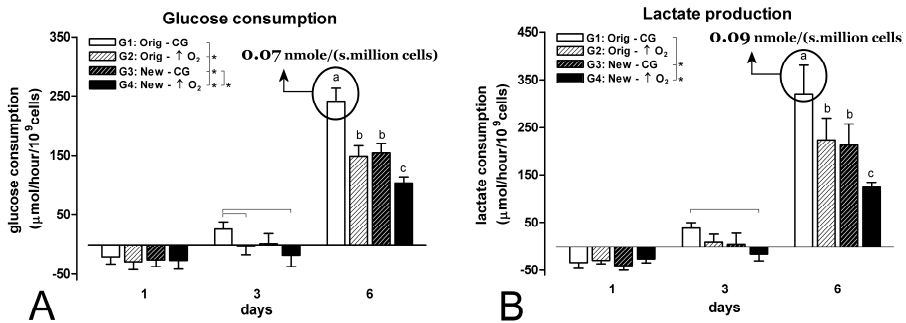 Glucose consumption
G1: Orig - CG
G2: Orig - ↑ O₂ *
G3: New - CG *
G4: New - ↑ O₂ * *
0.07 nmole/(s.million cells)
350
250
150
50
-50
glucose consumption
(μmol/hour/10⁹cells)
a
b
b
c
1
3
6
days
A
Lactate production
G1: Orig - CG
G2: Orig - ↑ O₂
G3: New - CG *
G4: New - ↑ O₂ *
0.09 nmole/(s.million cells)
450
350
250
150
50
-50
lactate consumption
(μmol/hour/10⁹cells)
a
b
b
c
1
3
6
days
B